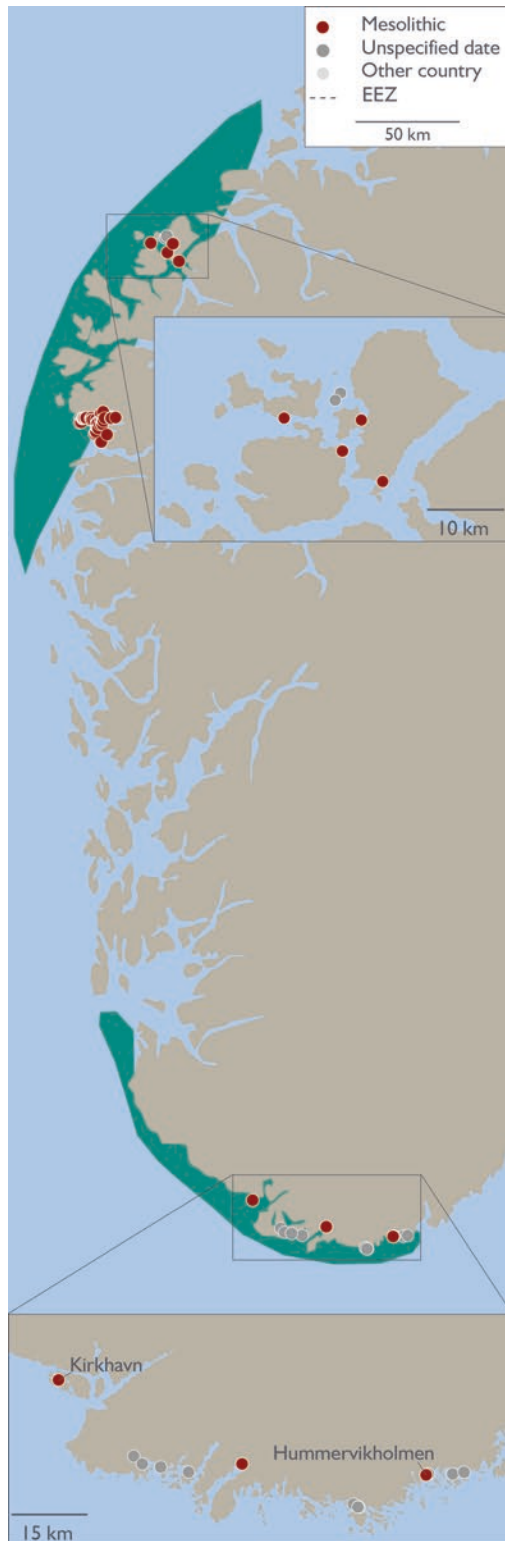 Mesolithic
Unspecified date
Other country
EEZ
50 km
10 km
Kirkhavn
Hummervikholmen
15 km